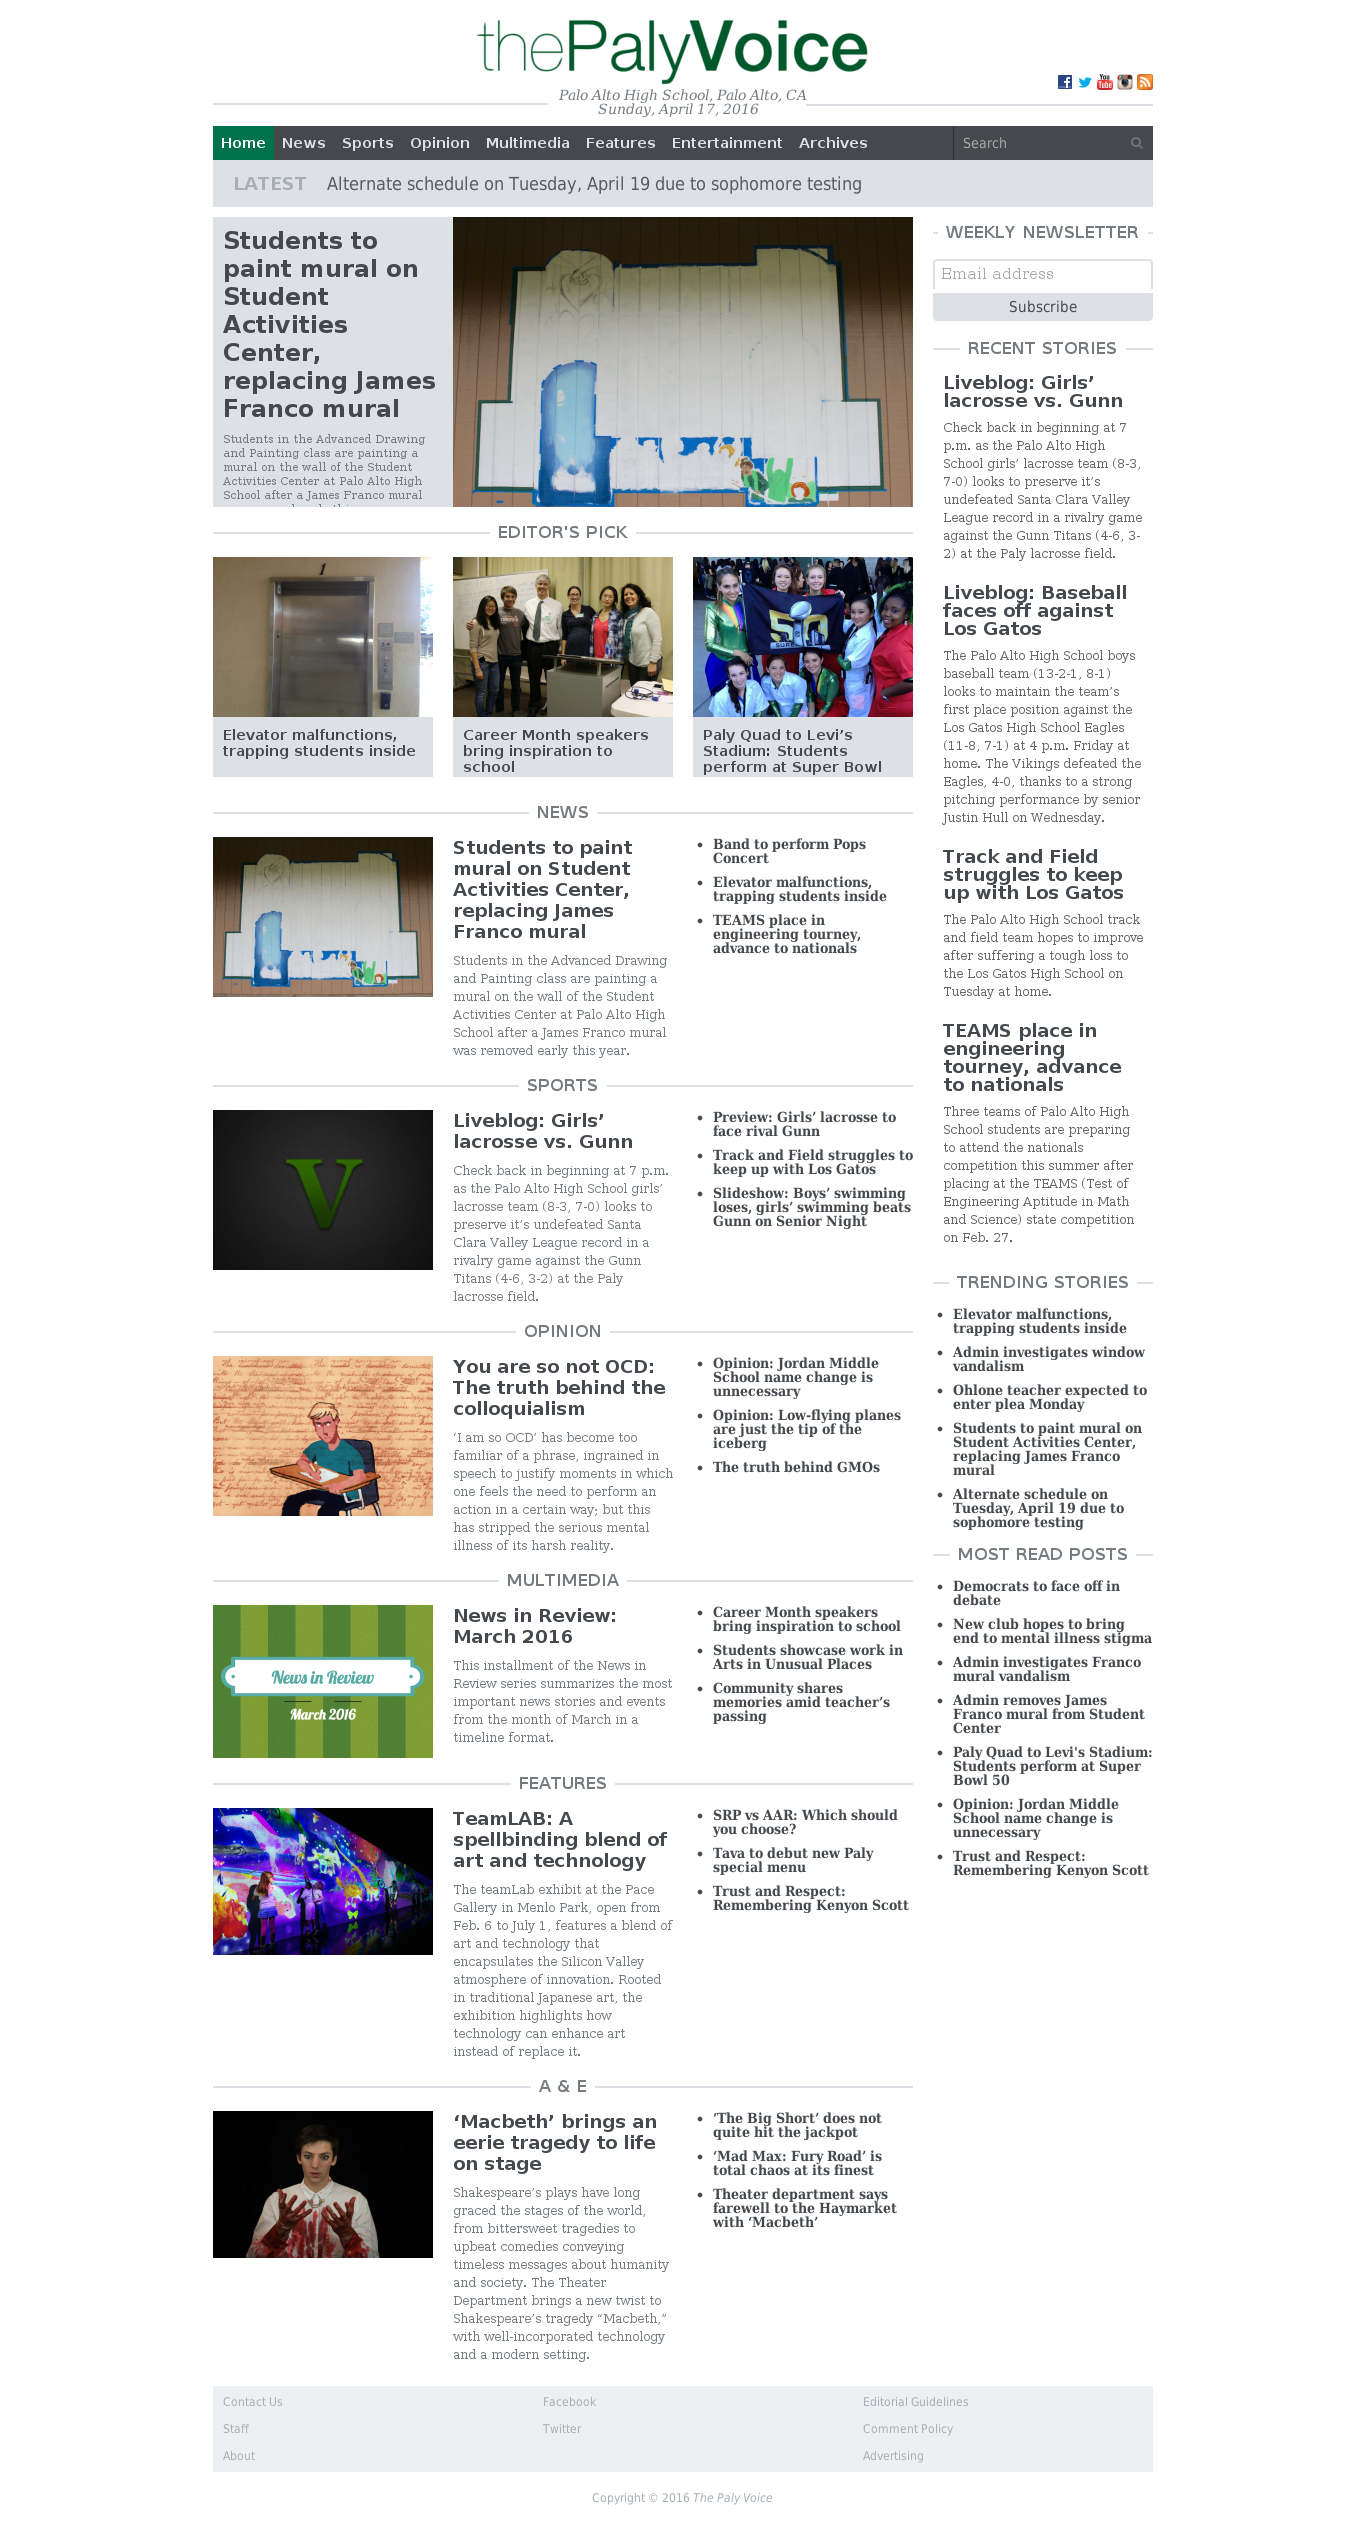 thePalyVoice
Palo Alto High School, Palo Alto, CA
Sunday, April 17, 2016
You
Tube
Home News Sports Opinion Multimedia Features Entertainment Archives Search
LATEST Alternate schedule on Tuesday, April 19 due to sophomore testing
Students to
paint mural on
Student
Activities
Center,
replacing James
Franco mural
Students in the Advanced Drawing
and Painting class are painting a
mural on the wall of the Student
Activities Center at Palo Alto High
School after a James Franco mural
EDITOR'S PICK
1
Elevator malfunctions,
trapping students inside
Career Month speakers
bring inspiration to
school
50
Paly Quad to Levi’s
Stadium: Students
perform at Super Bowl
NEWS
Students to paint
mural on Student
Activities Center,
replacing James
Franco mural
Students in the Advanced Drawing
and Painting class are painting a
mural on the wall of the Student
Activities Center at Palo Alto High
School after a James Franco mural
was removed early this year.
Band to perform Pops
Concert
Elevator malfunctions,
trapping students inside
TEAMS place in
engineering tourney,
advance to nationals
SPORTS
V
Liveblog: Girls’
lacrosse vs. Gunn
Check back in beginning at 7 p.m.
as the Palo Alto High School girls’
lacrosse team (8-3, 7-0) looks to
preserve it’s undefeated Santa
Clara Valley League record in a
rivalry game against the Gunn
Titans (4-6, 3-2) at the Paly
lacrosse field.
Preview: Girls’ lacrosse to
face rival Gunn
Track and Field struggles to
keep up with Los Gatos
Slideshow: Boys’ swimming
loses, girls’ swimming beats
Gunn on Senior Night
OPINION
You are so not OCD:
The truth behind the
colloquialism
‘I am so OCD’ has become too
familiar of a phrase, ingrained in
speech to justify moments in which
one feels the need to perform an
action in a certain way; but this
has stripped the serious mental
illness of its harsh reality.
Opinion: Jordan Middle
School name change is
unnecessary
Opinion: Low-flying planes
are just the tip of the
iceberg
The truth behind GMOs
MULTIMEDIA
News in Review
March 2016
News in Review:
March 2016
This installment of the News in
Review series summarizes the most
important news stories and events
from the month of March in a
timeline format.
Career Month speakers
bring inspiration to school
Students showcase work in
Arts in Unusual Places
Community shares
memories amid teacher’s
passing
FEATURES
TeamLAB: A
spellbinding blend of
art and technology
The teamLab exhibit at the Pace
Gallery in Menlo Park, open from
Feb. 6 to July 1, features a blend of
art and technology that
encapsulates the Silicon Valley
atmosphere of innovation. Rooted
in traditional Japanese art, the
exhibition highlights how
technology can enhance art
instead of replace it.
SRP vs AAR: Which should
you choose?
Tava to debut new Paly
special menu
Trust and Respect:
Remembering Kenyon Scott
A & E
‘Macbeth’ brings an
eerie tragedy to life
on stage
Shakespeare’s plays have long
graced the stages of the world,
from bittersweet tragedies to
upbeat comedies conveying
timeless messages about humanity
and society. The Theater
Department brings a new twist to
Shakespeare’s tragedy “Macbeth,”
with well-incorporated technology
and a modern setting.
‘The Big Short’ does not
quite hit the jackpot
‘Mad Max: Fury Road’ is
total chaos at its finest
Theater department says
farewell to the Haymarket
with ‘Macbeth’
WEEKLY NEWSLETTER
Email address
Subscribe
RECENT STORIES
Liveblog: Girls’
lacrosse vs. Gunn
Check back in beginning at 7
p.m. as the Palo Alto High
School girls’ lacrosse team (8-3,
7-0) looks to preserve it’s
undefeated Santa Clara Valley
League record in a rivalry game
against the Gunn Titans (4-6, 3-
2) at the Paly lacrosse field.
Liveblog: Baseball
faces off against
Los Gatos
The Palo Alto High School boys
baseball team (13-2-1, 8-1)
looks to maintain the team’s
first place position against the
Los Gatos High School Eagles
(11-8, 7-1) at 4 p.m. Friday at
home. The Vikings defeated the
Eagles, 4-0, thanks to a strong
pitching performance by senior
Justin Hull on Wednesday.
Track and Field
struggles to keep
up with Los Gatos
The Palo Alto High School track
and field team hopes to improve
after suffering a tough loss to
the Los Gatos High School on
Tuesday at home.
TEAMS place in
engineering
tourney, advance
to nationals
Three teams of Palo Alto High
School students are preparing
to attend the nationals
competition this summer after
placing at the TEAMS (Test of
Engineering Aptitude in Math
and Science) state competition
on Feb. 27.
TRENDING STORIES
Elevator malfunctions,
trapping students inside
Admin investigates window
vandalism
Ohlone teacher expected to
enter plea Monday
Students to paint mural on
Student Activities Center,
replacing James Franco
mural
Alternate schedule on
Tuesday, April 19 due to
sophomore testing
MOST READ POSTS
Democrats to face off in
debate
New club hopes to bring
end to mental illness stigma
Admin investigates Franco
mural vandalism
Admin removes James
Franco mural from Student
Center
Paly Quad to Levi's Stadium:
Students perform at Super
Bowl 50
Opinion: Jordan Middle
School name change is
unnecessary
Trust and Respect:
Remembering Kenyon Scott
Contact Us
Staff
About
Facebook
Twitter
Editorial Guidelines
Comment Policy
Advertising
Copyright © 2016 The Paly Voice